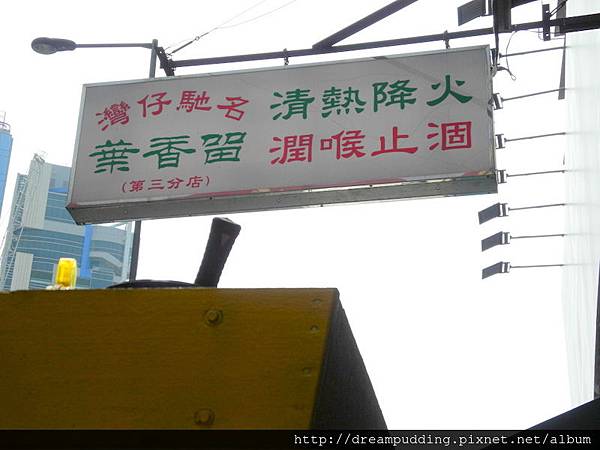 灣仔馳名
葉香留
(第三分店)
清熱降火
潤喉止涸
http://dreampudding.pixnet.net/album